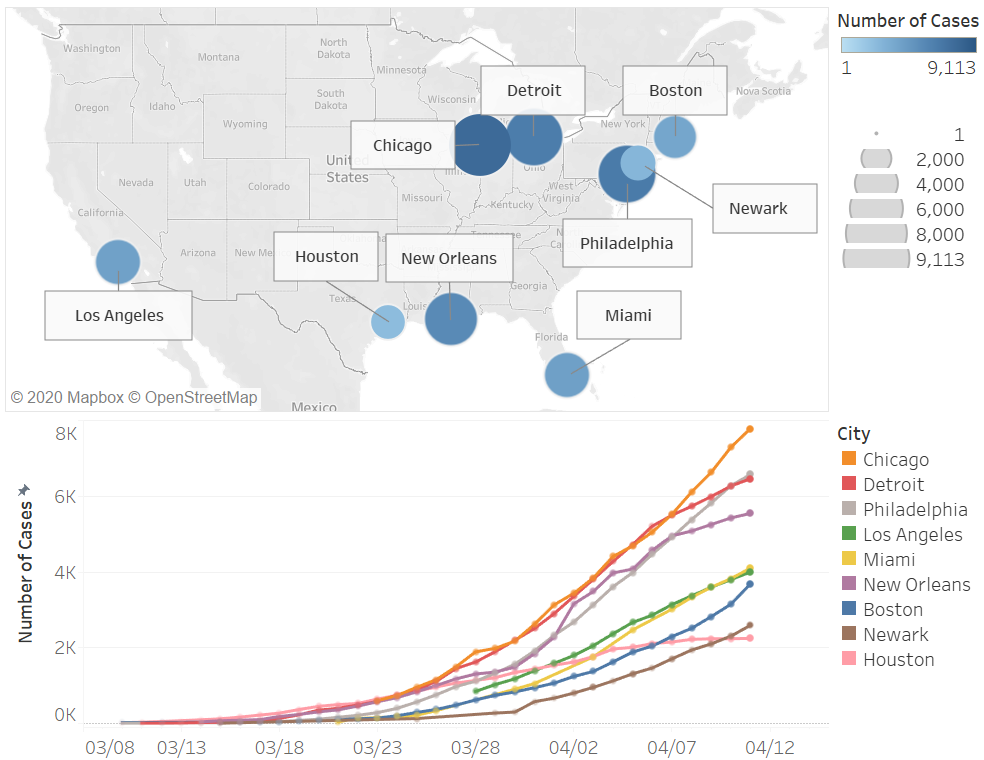 Number of Cases
1 9,113
1
2,000
4,000
6,000
8,000
9,113
Washington
Montana
North
Dakota
Minnesota
Oregon
Idaho
South
Dakota
Wisconsin
Wyoming
Detroit
Boston
Nova Scotia
New York
Chicago
United
States
Ohio
Nevada
Utah
Colorado
Missouri
West
Virginia
Kentucky
California
Newark
Arizona
New Me
Houston
New Orleans
Philadelphia
Georgia
Los Angeles
Texas
Louis
Miami
Florida
© 2020 Mapbox © OpenStreetMap
Mexico
Number of Cases
8K
6K
4K
2K
0K
03/08 03/13 03/18 03/23 03/28 04/02 04/07 04/12
City
Chicago
Detroit
Philadelphia
Los Angeles
Miami
New Orleans
Boston
Newark
Houston